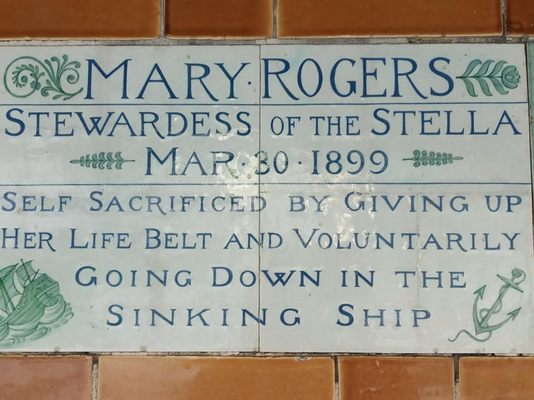 MARY · ROGERS
STEWARDESS OF THE STELLA
MAR · 30 · 1899
SELF SACRIFICED BY GIVING UP
HER LIFE BELT AND VOLUNTARILY
GOING DOWN IN THE
SINKING SHIP